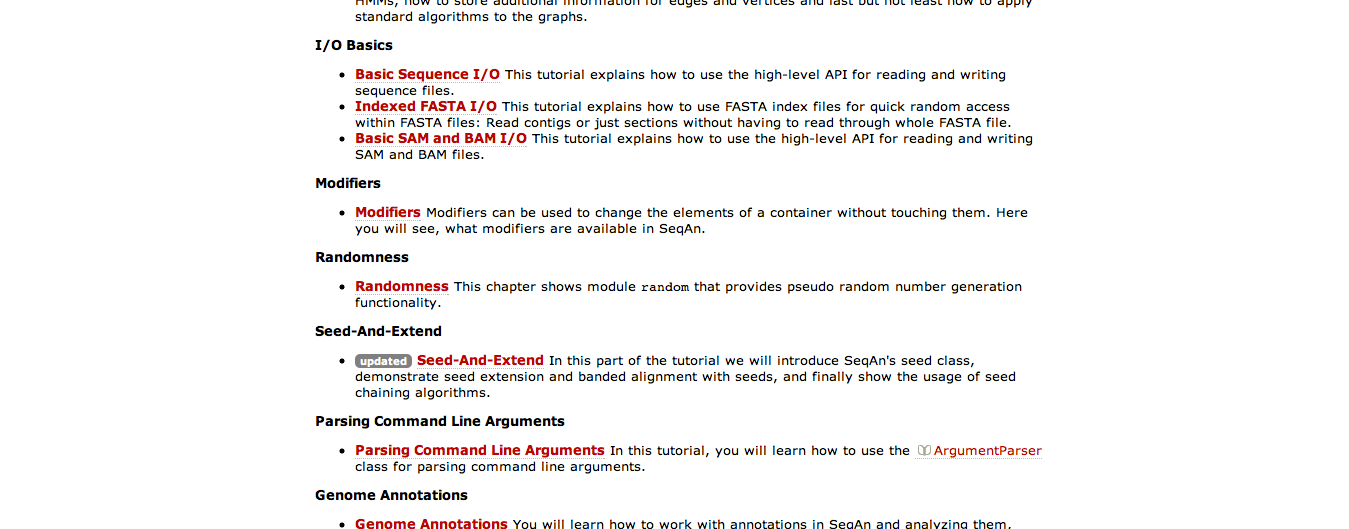 HMMs, how to store additional information for edges and vertices and last but not least how to apply
standard algorithms to the graphs.
I/O Basics
• Basic Sequence I/O This tutorial explains how to use the high-level API for reading and writing
sequence files.
• Indexed FASTA I/O This tutorial explains how to use FASTA index files for quick random access
within FASTA files: Read contigs or just sections without having to read through whole FASTA file.
• Basic SAM and BAM I/O This tutorial explains how to use the high-level API for reading and writing
SAM and BAM files.
Modifiers
• Modifiers Modifiers can be used to change the elements of a container without touching them. Here
you will see, what modifiers are available in SeqAn.
Randomness
• Randomness This chapter shows module random that provides pseudo random number generation
functionality.
Seed-And-Extend
• updated Seed-And-Extend In this part of the tutorial we will introduce SeqAn's seed class,
demonstrate seed extension and banded alignment with seeds, and finally show the usage of seed
chaining algorithms.
Parsing Command Line Arguments
• Parsing Command Line Arguments In this tutorial, you will learn how to use the ArgumentParser
class for parsing command line arguments.
Genome Annotations
• Genome Annotations You will learn how to work with annotations in SeqAn and analyzing them,